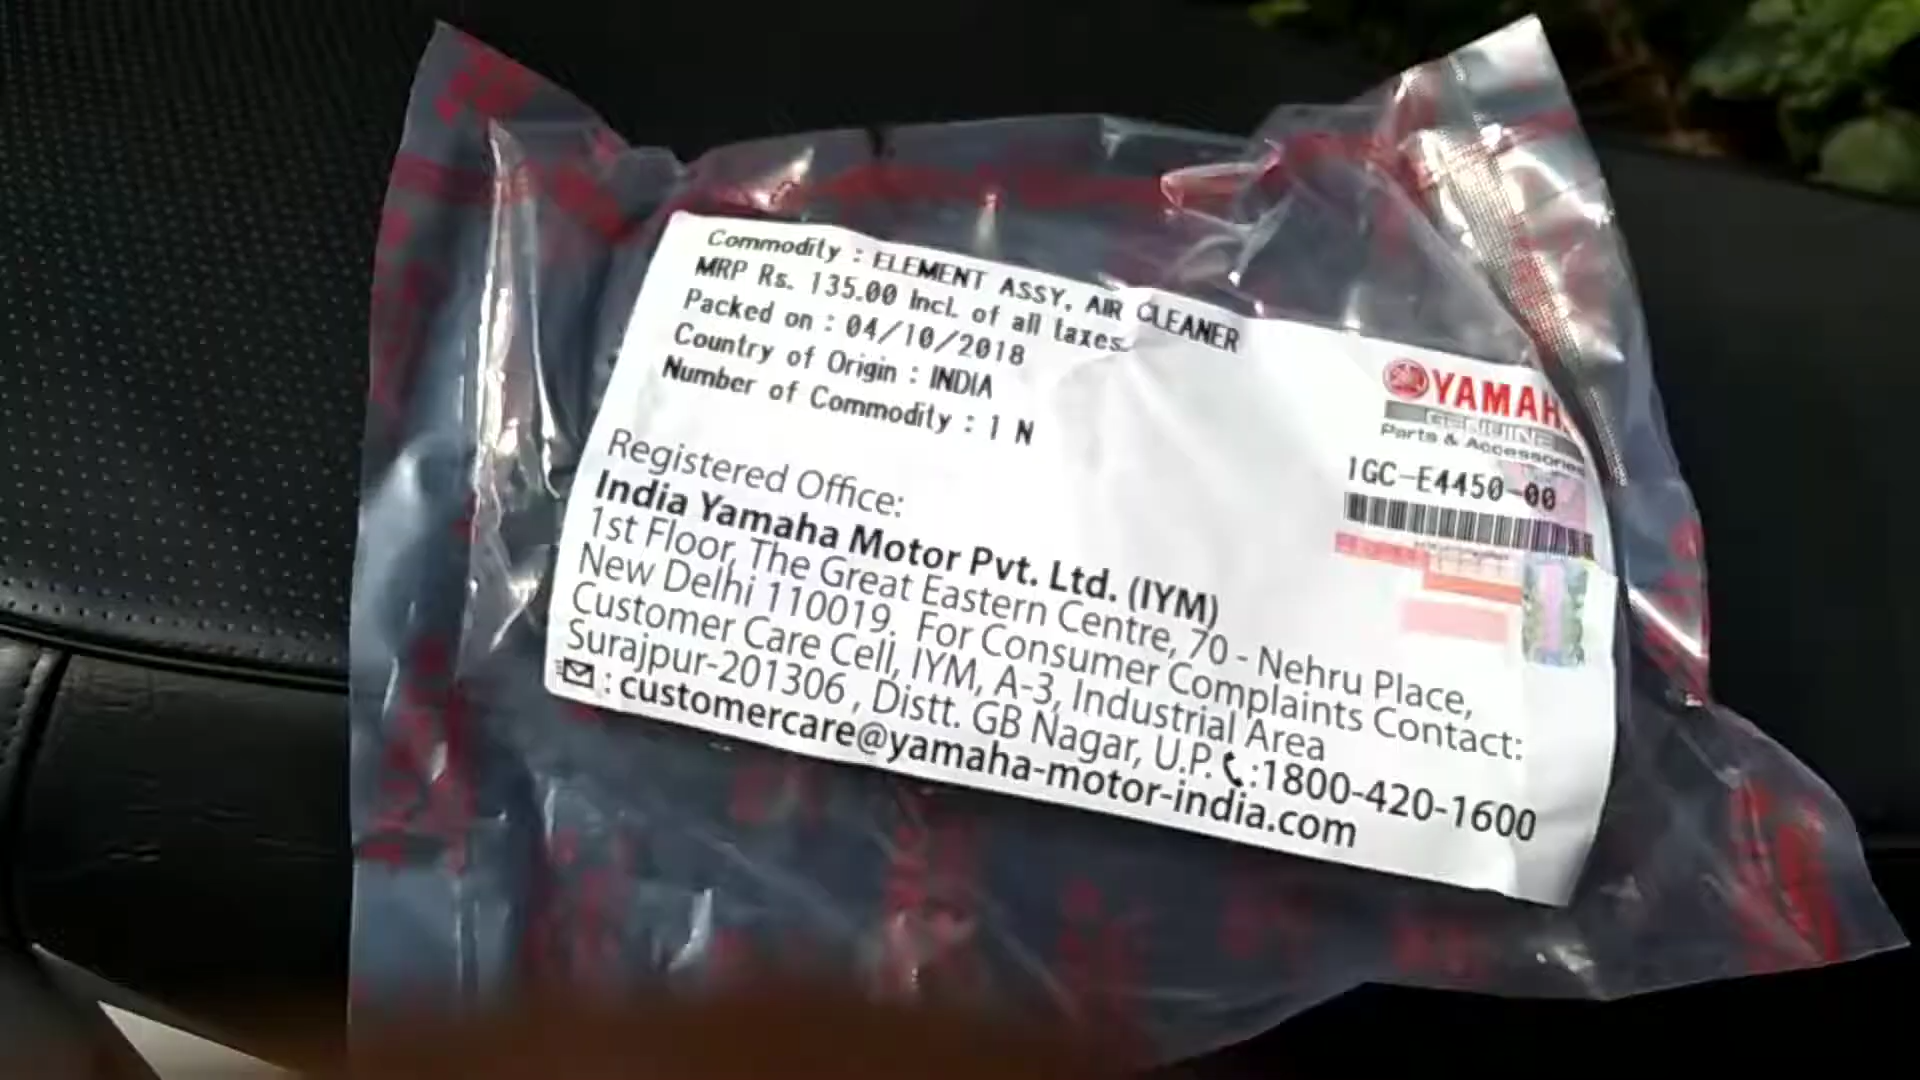 Commodity : ELEMENT ASSY, AIR CLEANER
MRP Rs. 135.00 Incl. of all taxes
Packed on : 04/10/2018
Country of Origin : INDIA
Number of Commodity : 1 N
YAMAH
GENUINE
Parts & Accessories
1GC-E4450-00
Registered Office:
India Yamaha Motor Pvt. Ltd. (IYM)
1st Floor, The Great Eastern Centre, 70 - Nehru Place,
New Delhi 110019. For Consumer Complaints Contact:
Customer Care Cell, IYM, A-3, Industrial Area
Surajpur-201306, Distt. GB Nagar, U.P. :1800-420-1600
: customercare@yamaha-motor-india.com